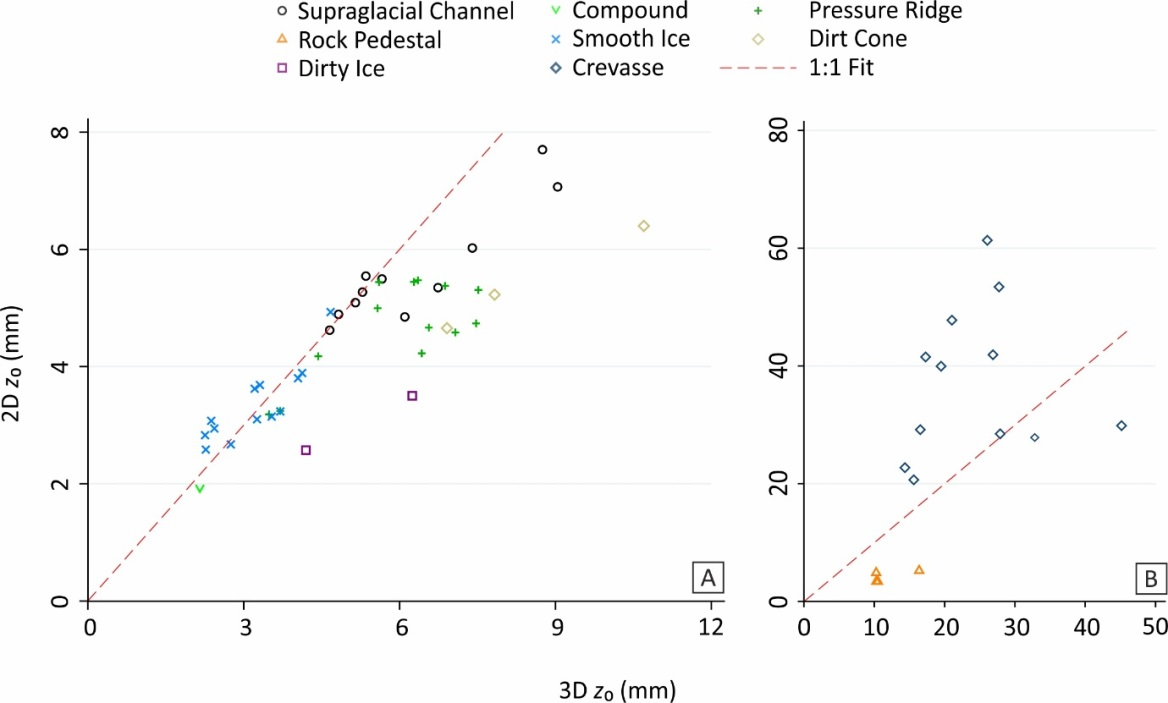 Supraglacial Channel Compound Pressure Ridge
Rock Pedestal Smooth Ice Dirt Cone
Dirty Ice Crevasse 1:1 Fit
8 80
6 60
4 40
2 20
0 0
A B
0 3 6 9 12 0 10 20 30 40 50
2D z₀ (mm)
3D z₀ (mm)